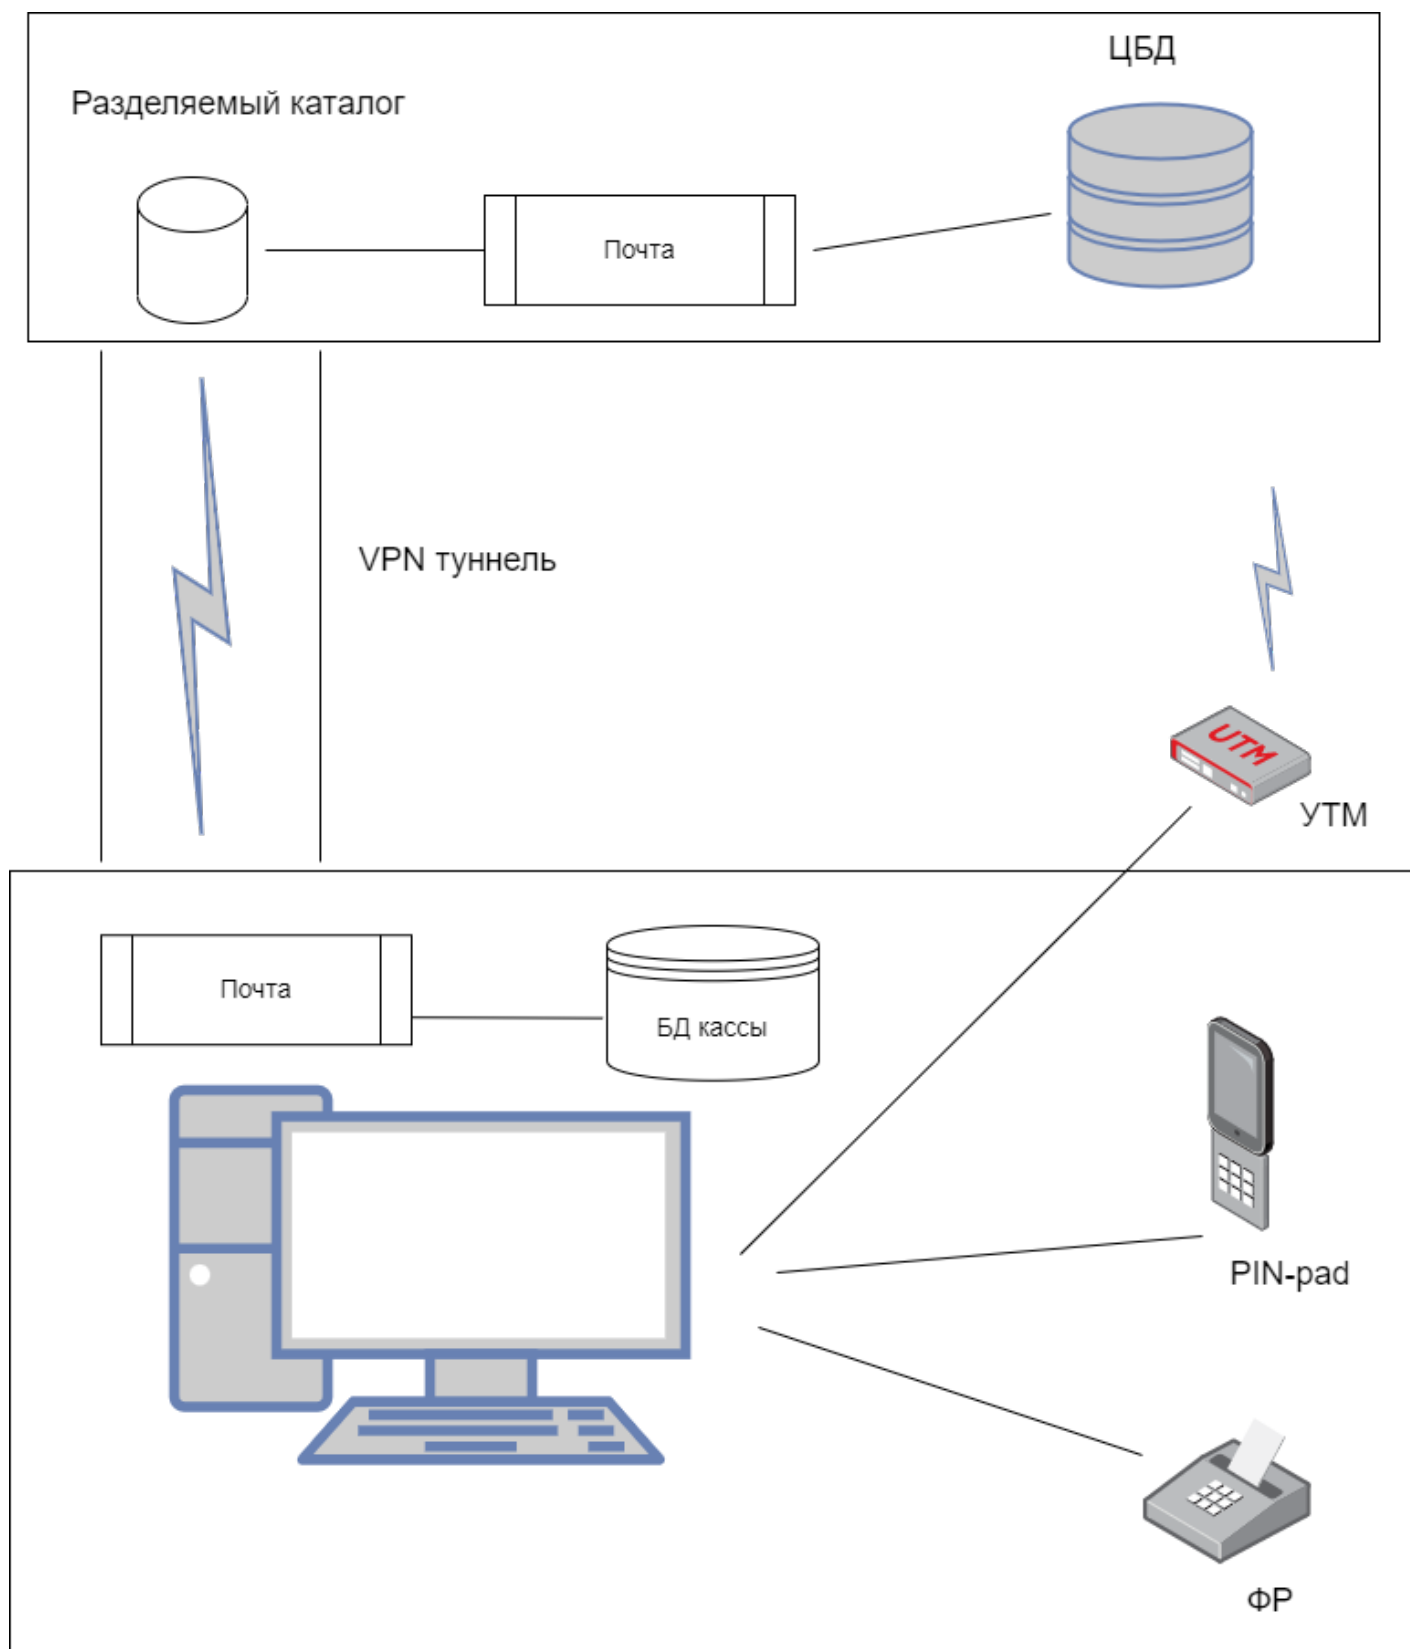 ЦБД
Разделяемый каталог
Почта
VPN туннель
UTM
УТМ
Почта
БД кассы
PIN-pad
ФР